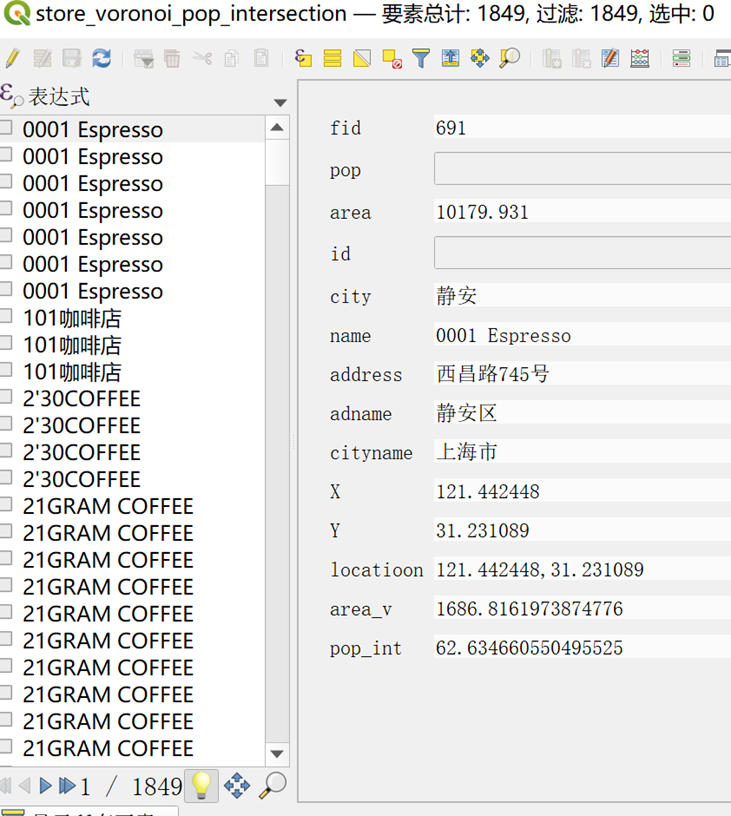 store_voronoi_pop_intersection — 要素总计: 1849, 过滤: 1849, 选中: 0
表达式
0001 Espresso
0001 Espresso
0001 Espresso
0001 Espresso
0001 Espresso
0001 Espresso
0001 Espresso
101咖啡店
101咖啡店
101咖啡店
2'30COFFEE
2'30COFFEE
2'30COFFEE
2'30COFFEE
21GRAM COFFEE
21GRAM COFFEE
21GRAM COFFEE
21GRAM COFFEE
21GRAM COFFEE
21GRAM COFFEE
21GRAM COFFEE
21GRAM COFFEE
21GRAM COFFEE
21GRAM COFFEE
1 / 1849
fid 691
pop
area 10179.931
id
city 静安
name 0001 Espresso
address 西昌路745号
adname 静安区
cityname 上海市
X 121.442448
Y 31.231089
locatioon 121.442448,31.231089
area_v 1686.8161973874776
pop_int 62.634660550495525